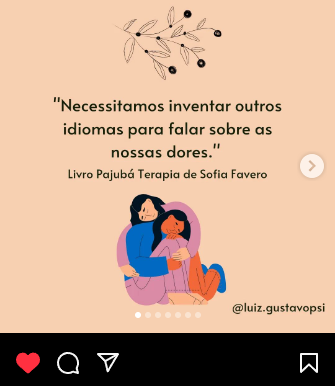 "Necessitamos inventar outros
idiomas para falar sobre as
nossas dores."
Livro Pajubá Terapia de Sofia Favero
@luiz.gustavopsi